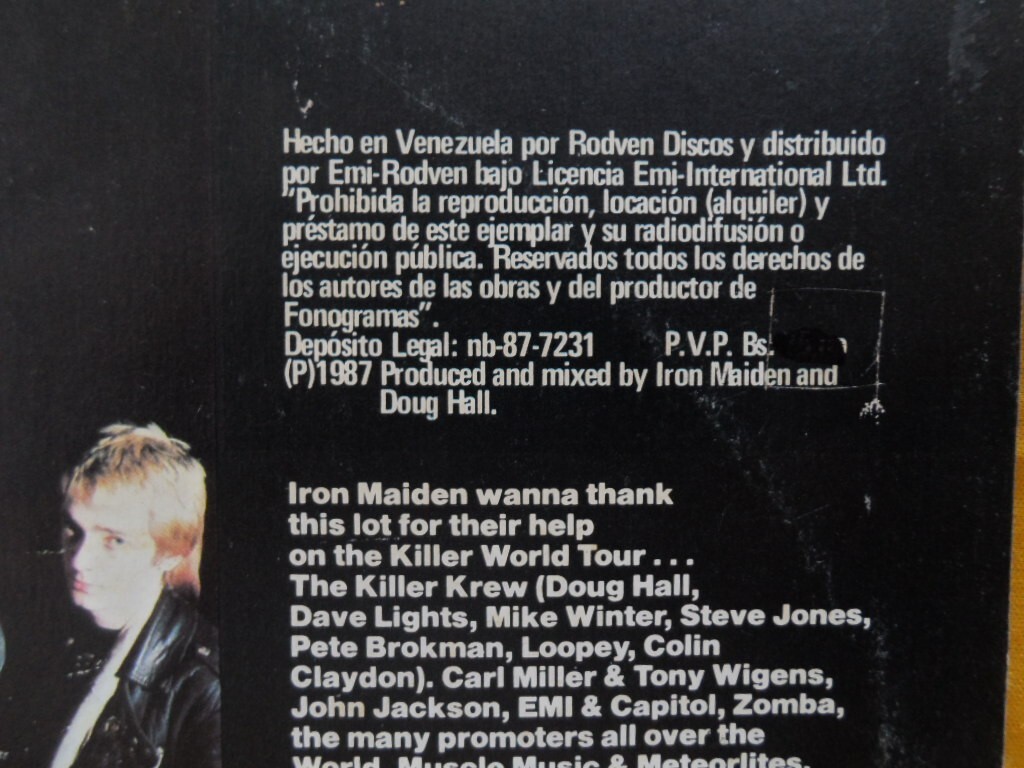 Hecho en Venezuela por Rodven Discos y distribuido
por Emi-Rodven bajo Licencia Emi-International Ltd.
"Prohibida la reproducción, locación (alquiler) y
préstamo de este ejemplar y su radiodifusión o
ejecución pública. Reservados todos los derechos de
los autores de las obras y del productor de
Fonogramas".
Depósito Legal: nb-87-7231 P.V.P. Bs.
(P)1987 Produced and mixed by Iron Maiden and
Doug Hall.
Iron Maiden wanna thank
this lot for their help
on the Killer World Tour . . .
The Killer Krew (Doug Hall,
Dave Lights, Mike Winter, Steve Jones,
Pete Brokman, Loopey, Colin
Claydon). Carl Miller & Tony Wigens,
John Jackson, EMI & Capitol, Zomba,
the many promoters all over the
World, Muscle Music & Meteorlites,